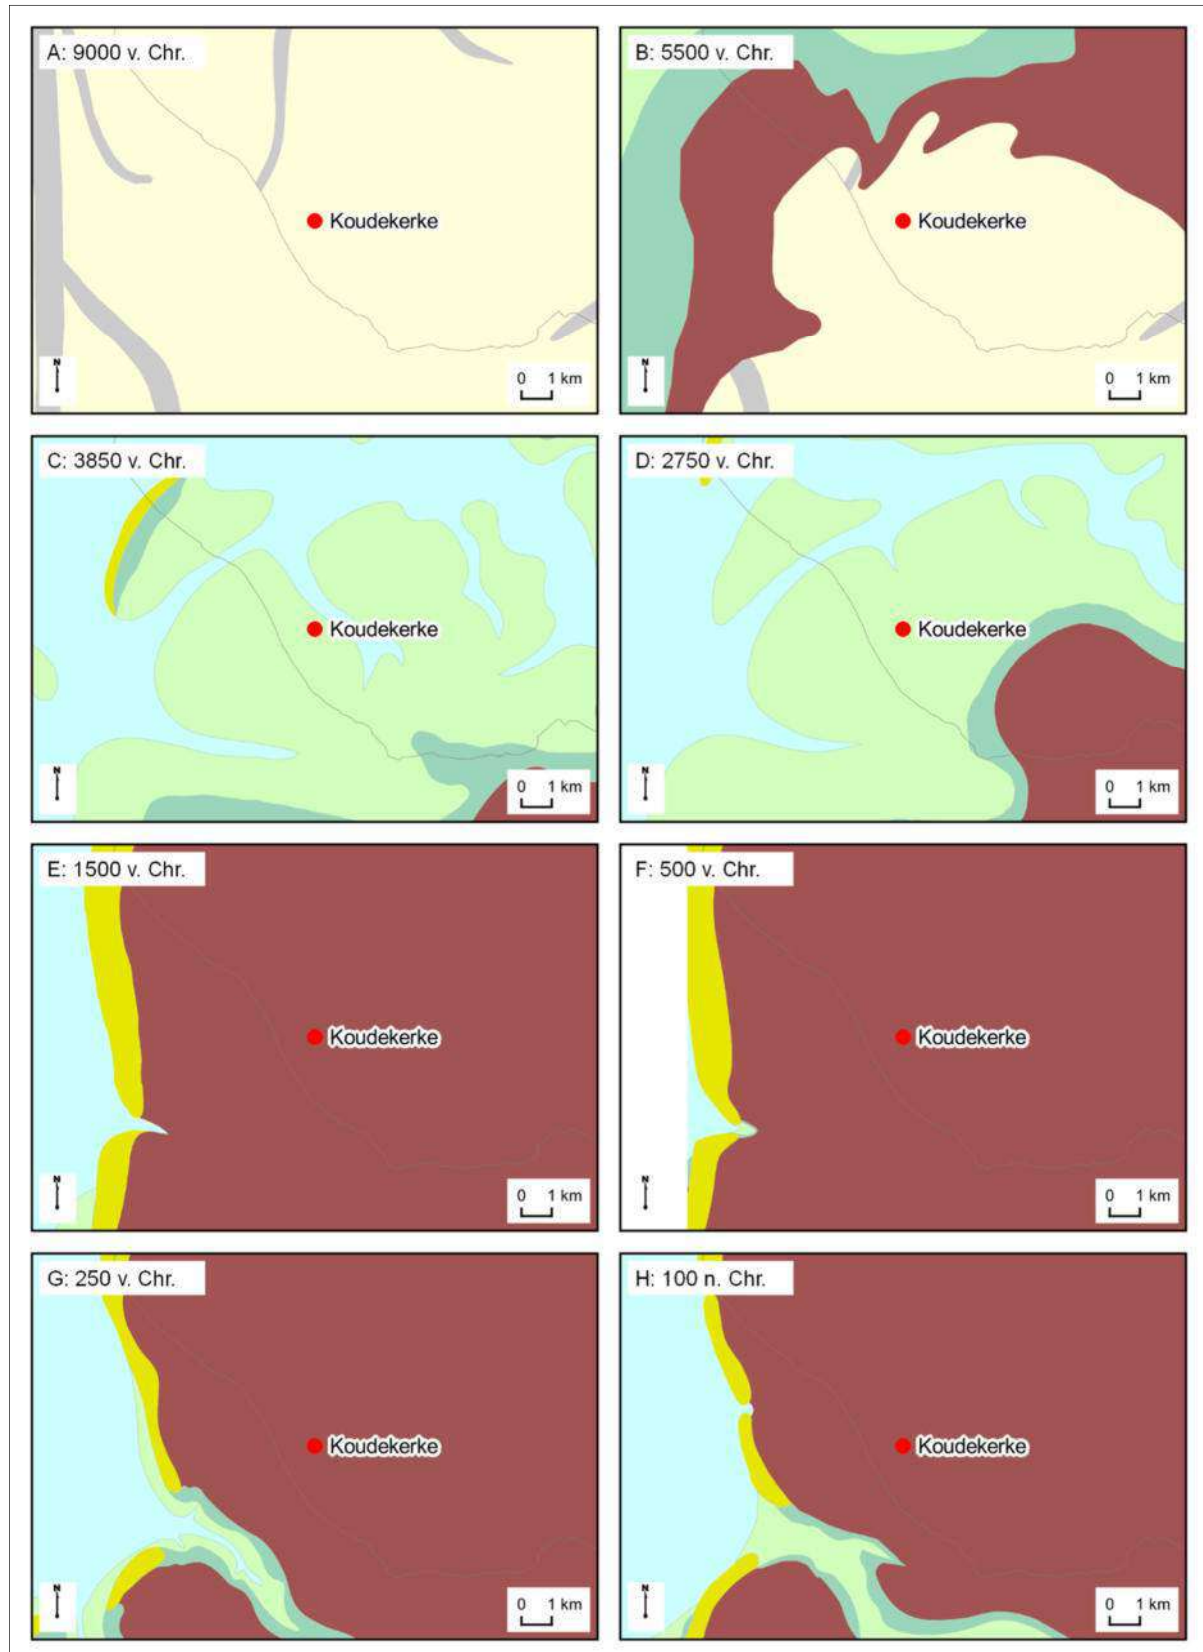 A: 9000 v. Chr.
Koudekerke
N
0 1 km
B: 5500 v. Chr.
Koudekerke
N
0 1 km
C: 3850 v. Chr.
Koudekerke
N
0 1 km
D: 2750 v. Chr.
Koudekerke
N
0 1 km
E: 1500 v. Chr.
Koudekerke
N
0 1 km
F: 500 v. Chr.
Koudekerke
N
0 1 km
G: 250 v. Chr.
Koudekerke
N
0 1 km
H: 100 n. Chr.
Koudekerke
N
0 1 km